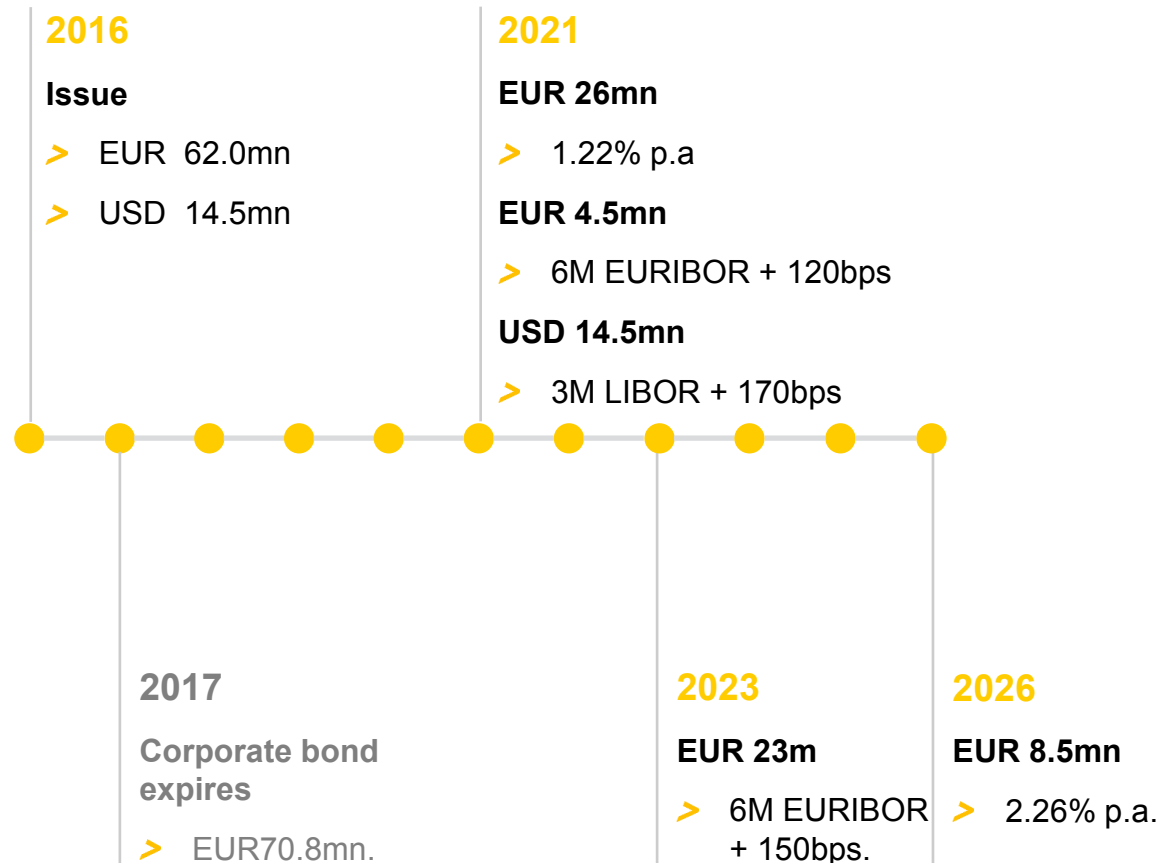 2016
Issue
> EUR 62.0mn
> USD 14.5mn
2021
EUR 26mn
> 1.22% p.a
EUR 4.5mn
> 6M EURIBOR + 120bps
USD 14.5mn
> 3M LIBOR + 170bps
2017
Corporate bond
expires
> EUR70.8mn.
2023
EUR 23m
> 6M EURIBOR
+ 150bps.
2026
EUR 8.5mn
> 2.26% p.a.